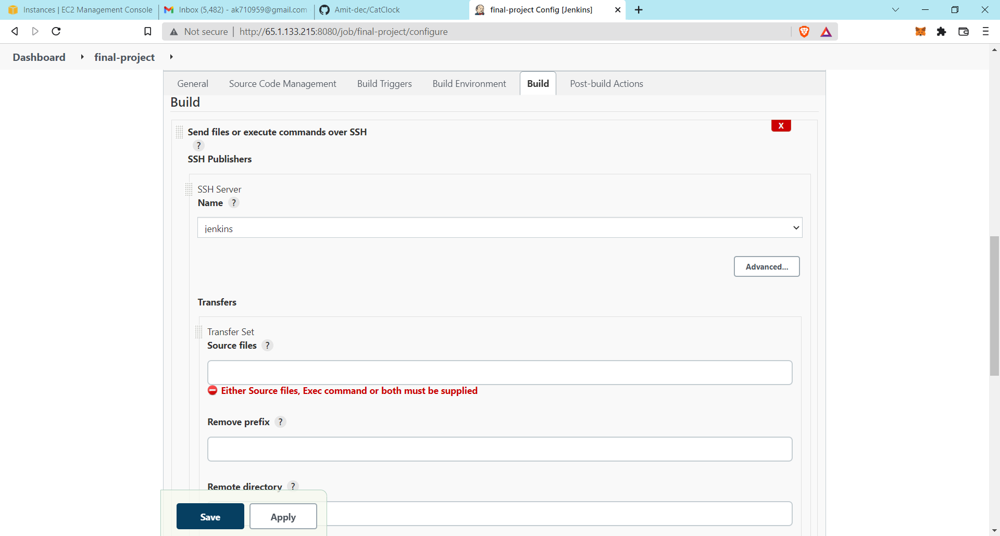 Instances | EC2 Management Console
Inbox (5,482) - ak710959@gmail.com
Amit-dec/CatClock
final-project Config [Jenkins]
Not secure | http://65.1.133.215:8080/job/final-project/configure
Dashboard
final-project
General
Source Code Management
Build Triggers
Build Environment
Build
Post-build Actions
Build
X
Send files or execute commands over SSH
?
SSH Publishers
SSH Server
Name ?
jenkins
Advanced...
Transfers
Transfer Set
Source files ?
Either Source files, Exec command or both must be supplied
Remove prefix ?
Remote directory ?
Save
Apply